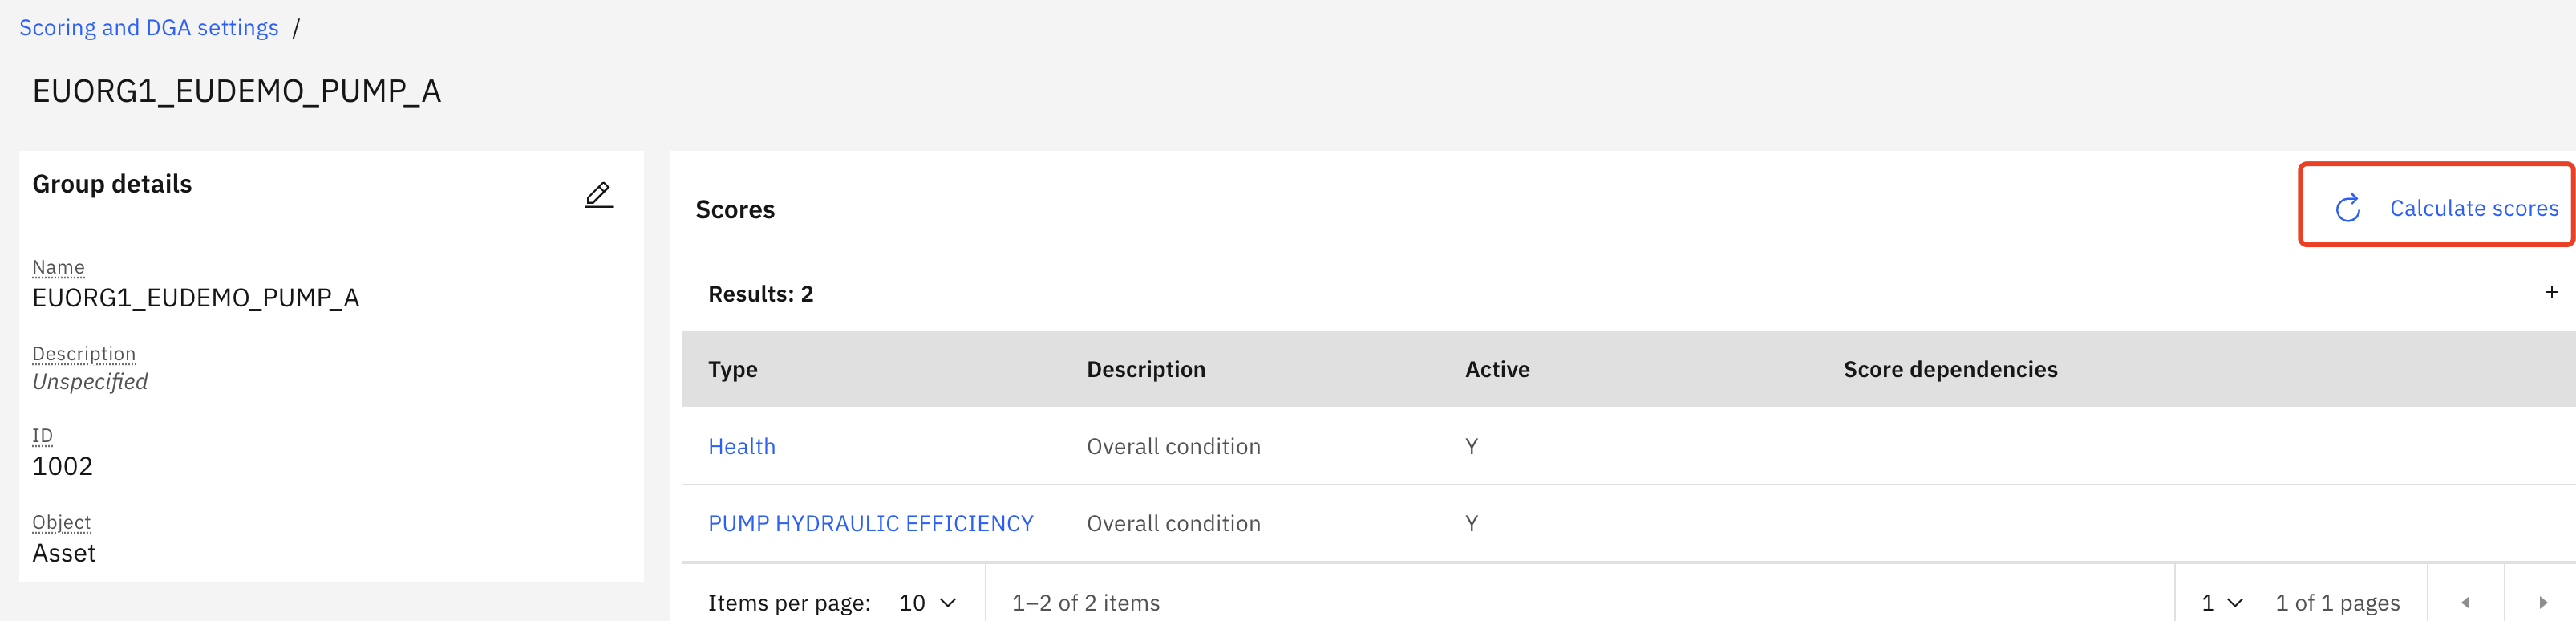 Scoring and DGA settings /
EUORG1_EUDEMO_PUMP_A
Group details
Name
EUORG1_EUDEMO_PUMP_A
Description
Unspecified
ID
1002
Object
Asset
Scores
Calculate scores
Results: 2
+
Type Description Active Score dependencies
Health Overall condition Y
PUMP HYDRAULIC EFFICIENCY Overall condition Y
Items per page: 10 1–2 of 2 items 1 1 of 1 pages